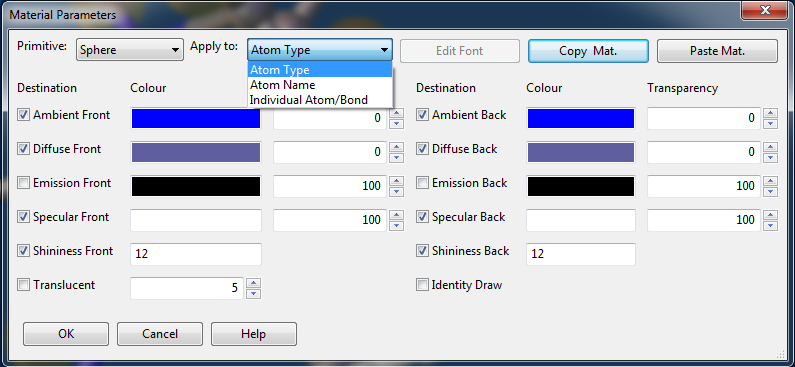 Material Parameters
Primitive: Sphere Apply to: Atom Type Edit Font Copy Mat. Paste Mat.
Atom Type
Atom Name
Individual Atom/Bond
Destination Colour Destination Colour Transparency
Ambient Front 0 Ambient Back 0
Diffuse Front 0 Diffuse Back 0
Emission Front 100 Emission Back 100
Specular Front 100 Specular Back 100
Shininess Front 12 Shininess Back 12
Translucent 5 Identity Draw
OK Cancel Help